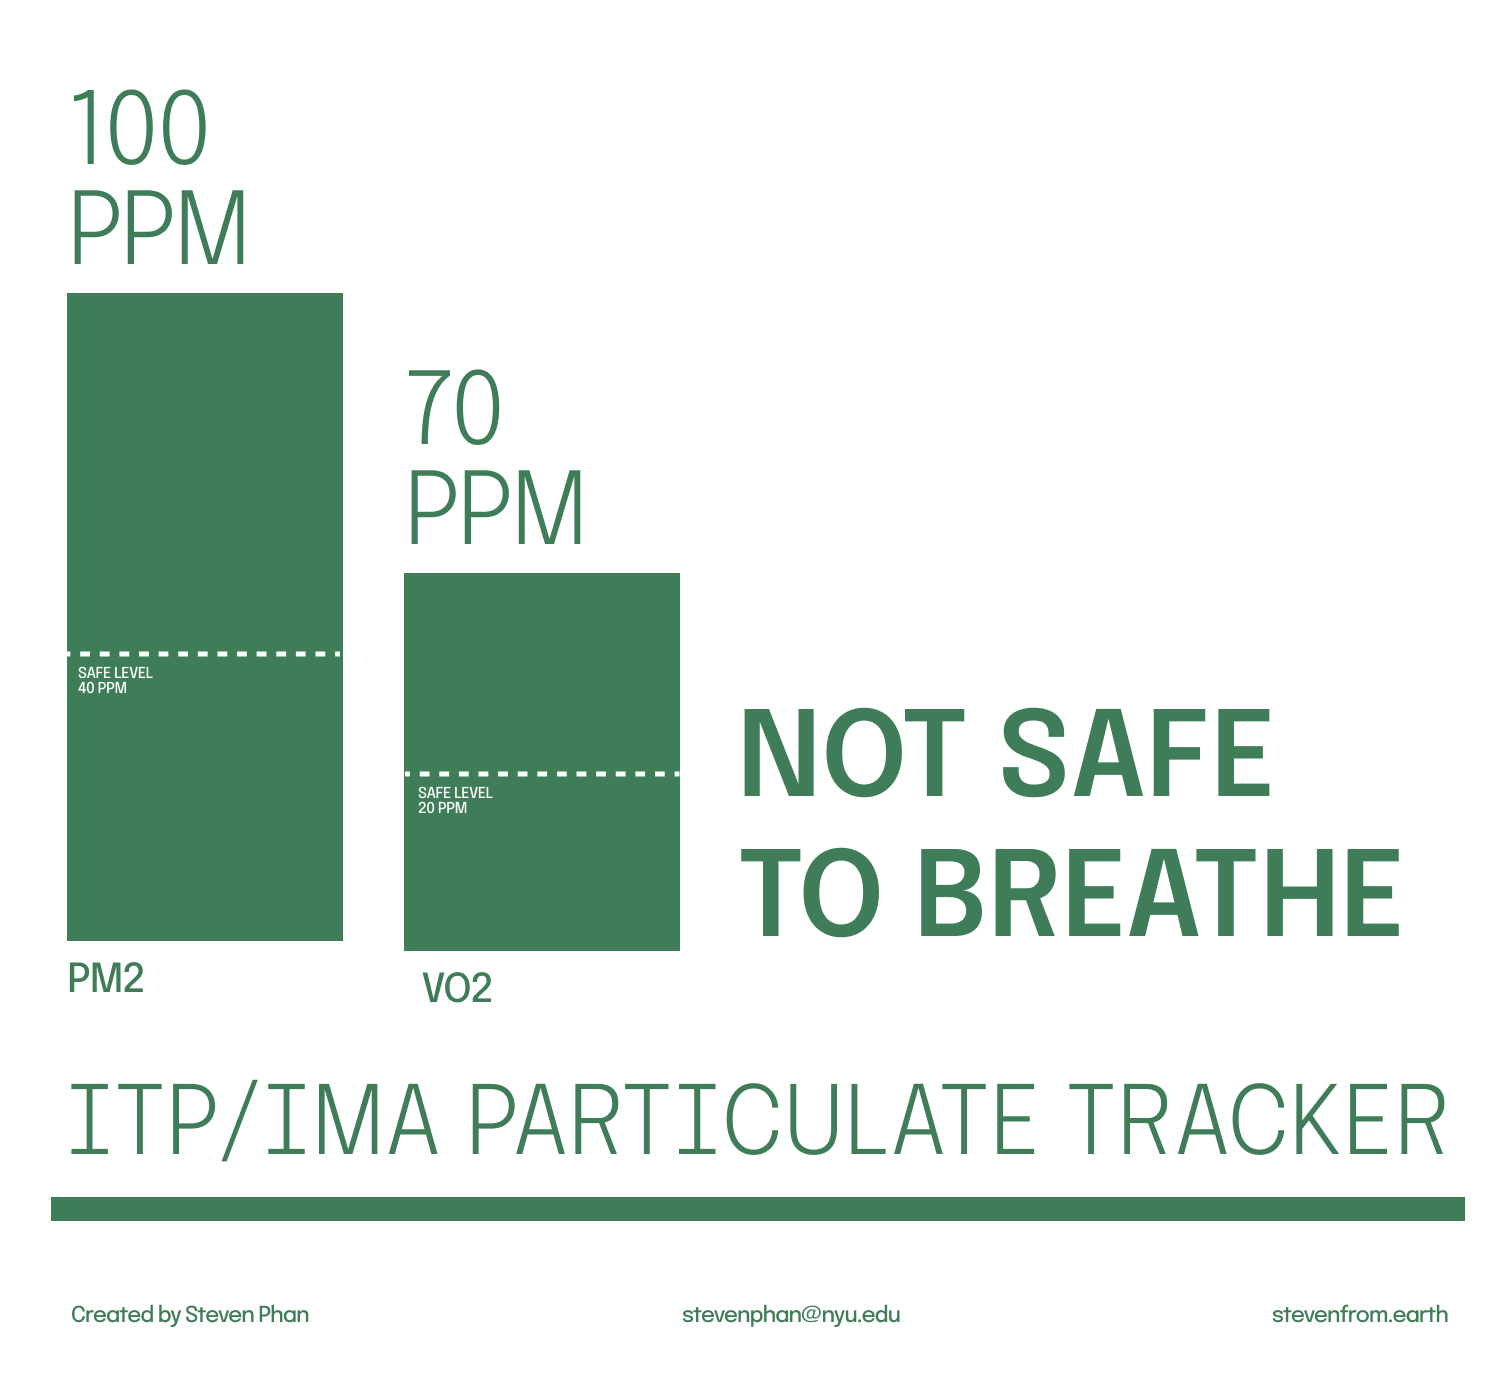 100
PPM
SAFE LEVEL
40 PPM
PM2
70
PPM
SAFE LEVEL
20 PPM
VO2
NOT SAFE
TO BREATHE
ITP/IMA PARTICULATE TRACKER
Created by Steven Phan
stevenphan@nyu.edu
stevenfrom.earth